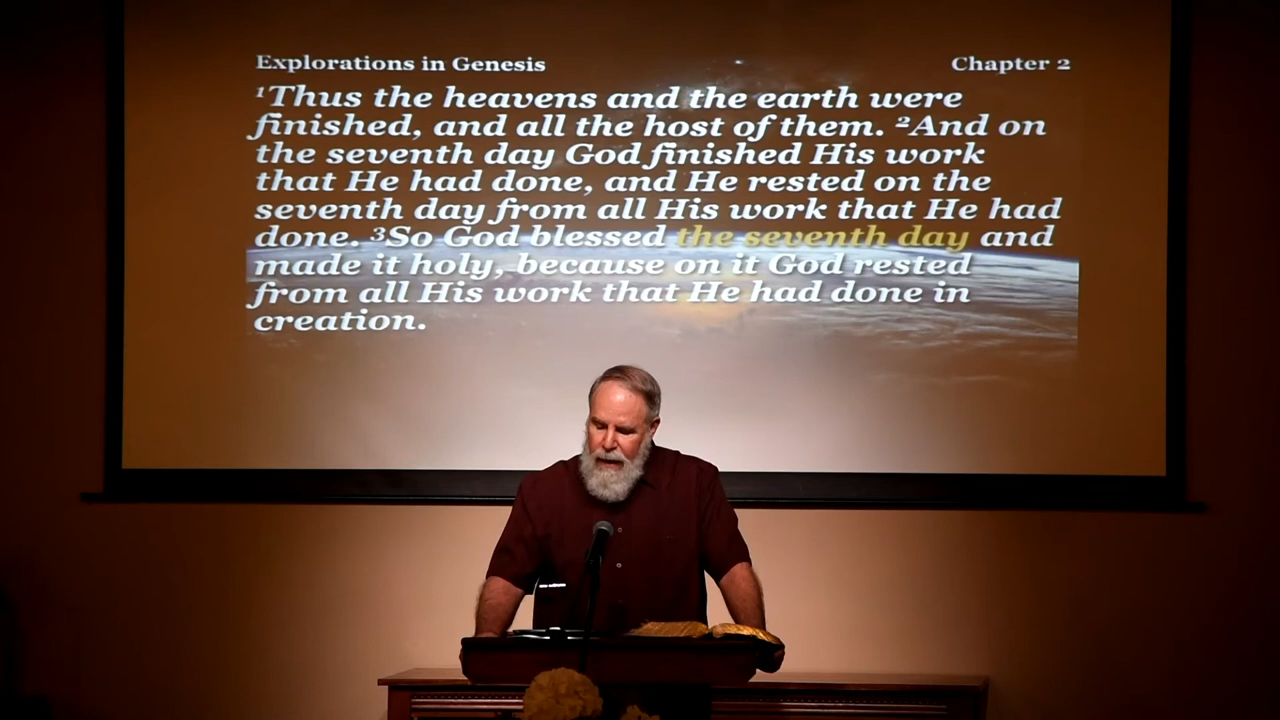 Explorations in Genesis Chapter 2
¹Thus the heavens and the earth were
finished, and all the host of them. ²And on
the seventh day God finished His work
that He had done, and He rested on the
seventh day from all His work that He had
done. ³So God blessed the seventh day and
made it holy, because on it God rested
from all His work that He had done in
creation.